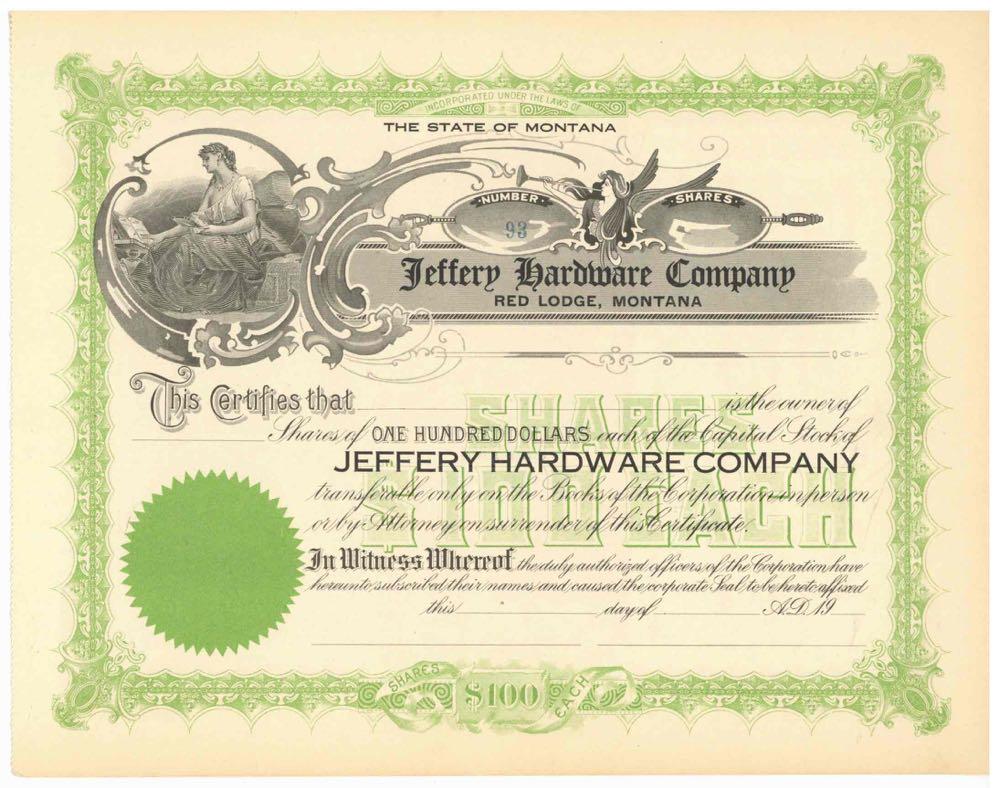 INCORPORATED UNDER THE LAWS OF
THE STATE OF MONTANA
NUMBER
SHARES
93
Jeffery Hardware Company
RED LODGE, MONTANA
This Certifies that
is the owner of
Shares of ONE HUNDRED DOLLARS each of the Capital Stock of
JEFFERY HARDWARE COMPANY
transferable only on the Books of the Corporation in person
or by Attorney on surrender of this Certificate.
SHARES
$100 EACH
In Witness Whereof the duly authorized officers of the Corporation have
hereunto subscribed their names and caused the corporate Seal to be hereto affixed
this day of A.D. 19
SHARES
$100
EACH